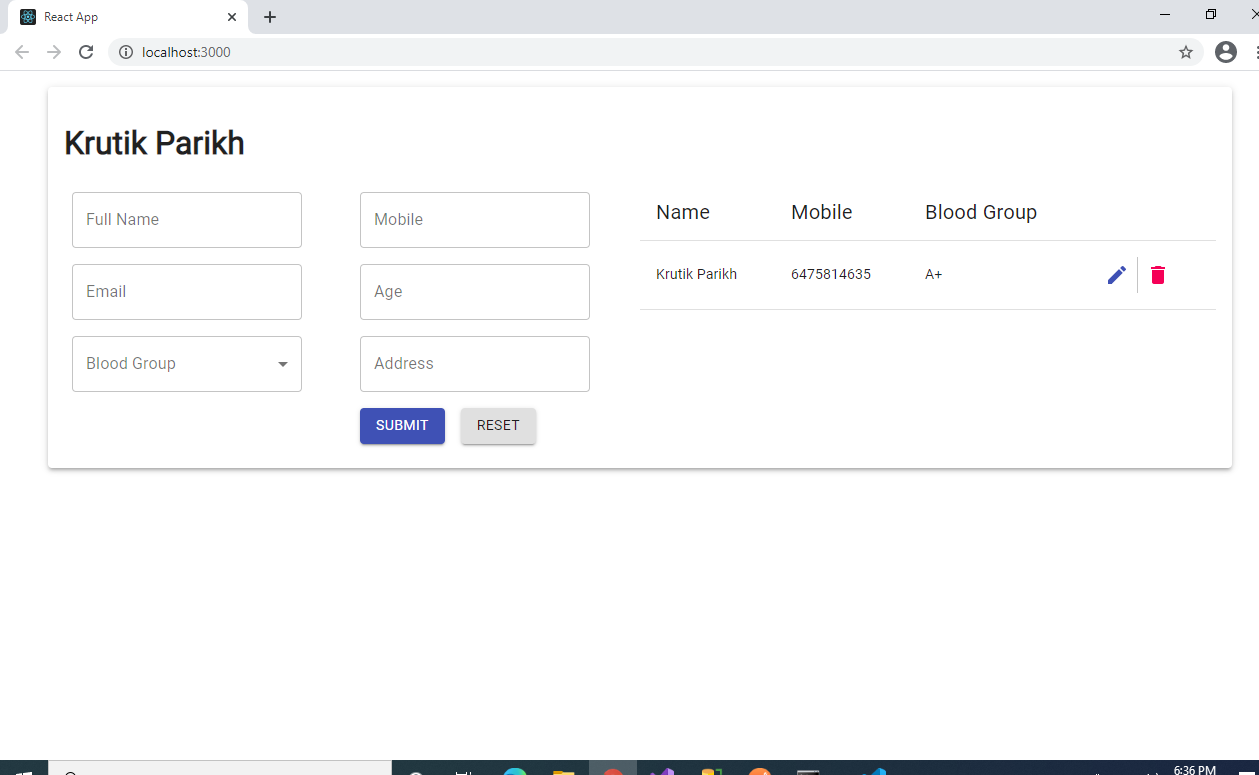 React App
localhost:3000
Krutik Parikh
Full Name
Mobile
Email
Age
Blood Group
Address
SUBMIT RESET
Name Mobile Blood Group
Krutik Parikh 6475814635 A+
6:36 PM